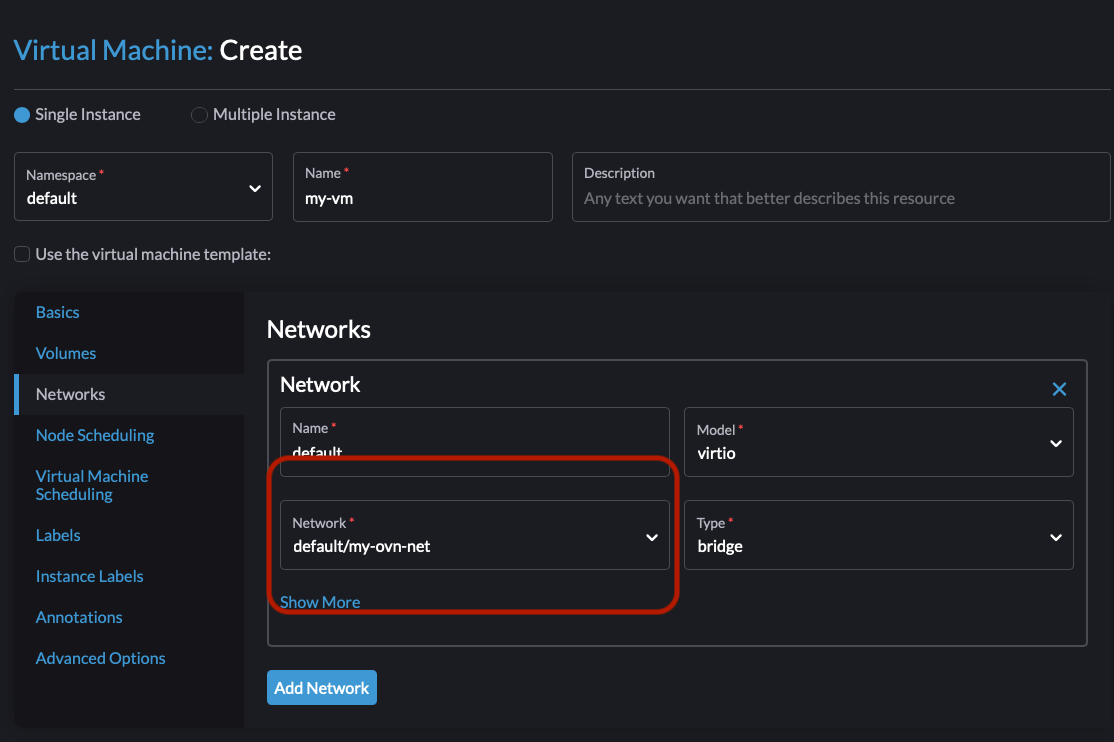 Virtual Machine: Create
Single Instance
Multiple Instance
Namespace *
default
Name *
my-vm
Description
Any text you want that better describes this resource
Use the virtual machine template:
Basics
Volumes
Networks
Node Scheduling
Virtual Machine
Scheduling
Labels
Instance Labels
Annotations
Advanced Options
Networks
Network
Name *
default
Model *
virtio
Network *
default/my-ovn-net
Type *
bridge
Show More
Add Network